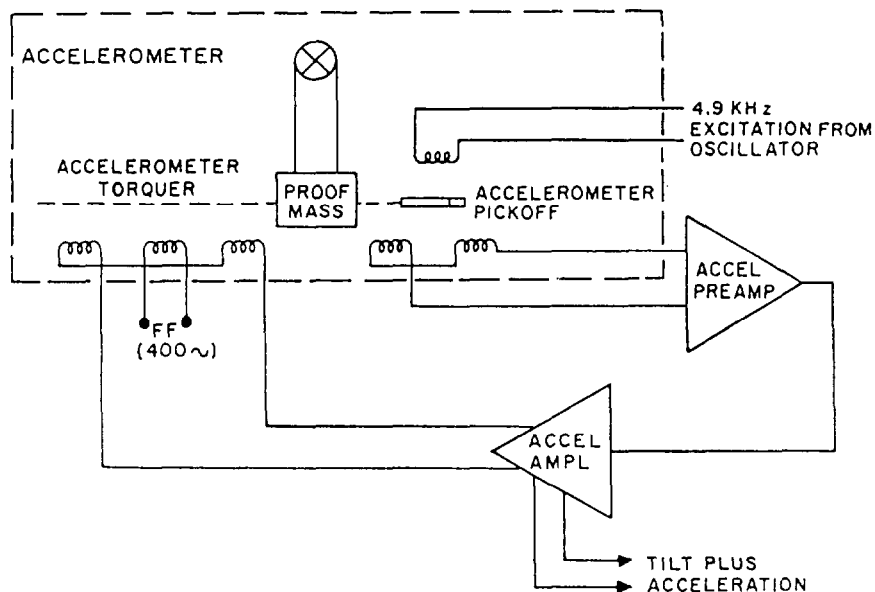 ACCELEROMETER
4.9 KHz
EXCITATION FROM
OSCILLATOR
ACCELEROMETER
TORQUER
PROOF
MASS
ACCELEROMETER
PICKOFF
ACCEL
PREAMP
FF
(400~)
ACCEL
AMPL
TILT PLUS
ACCELERATION